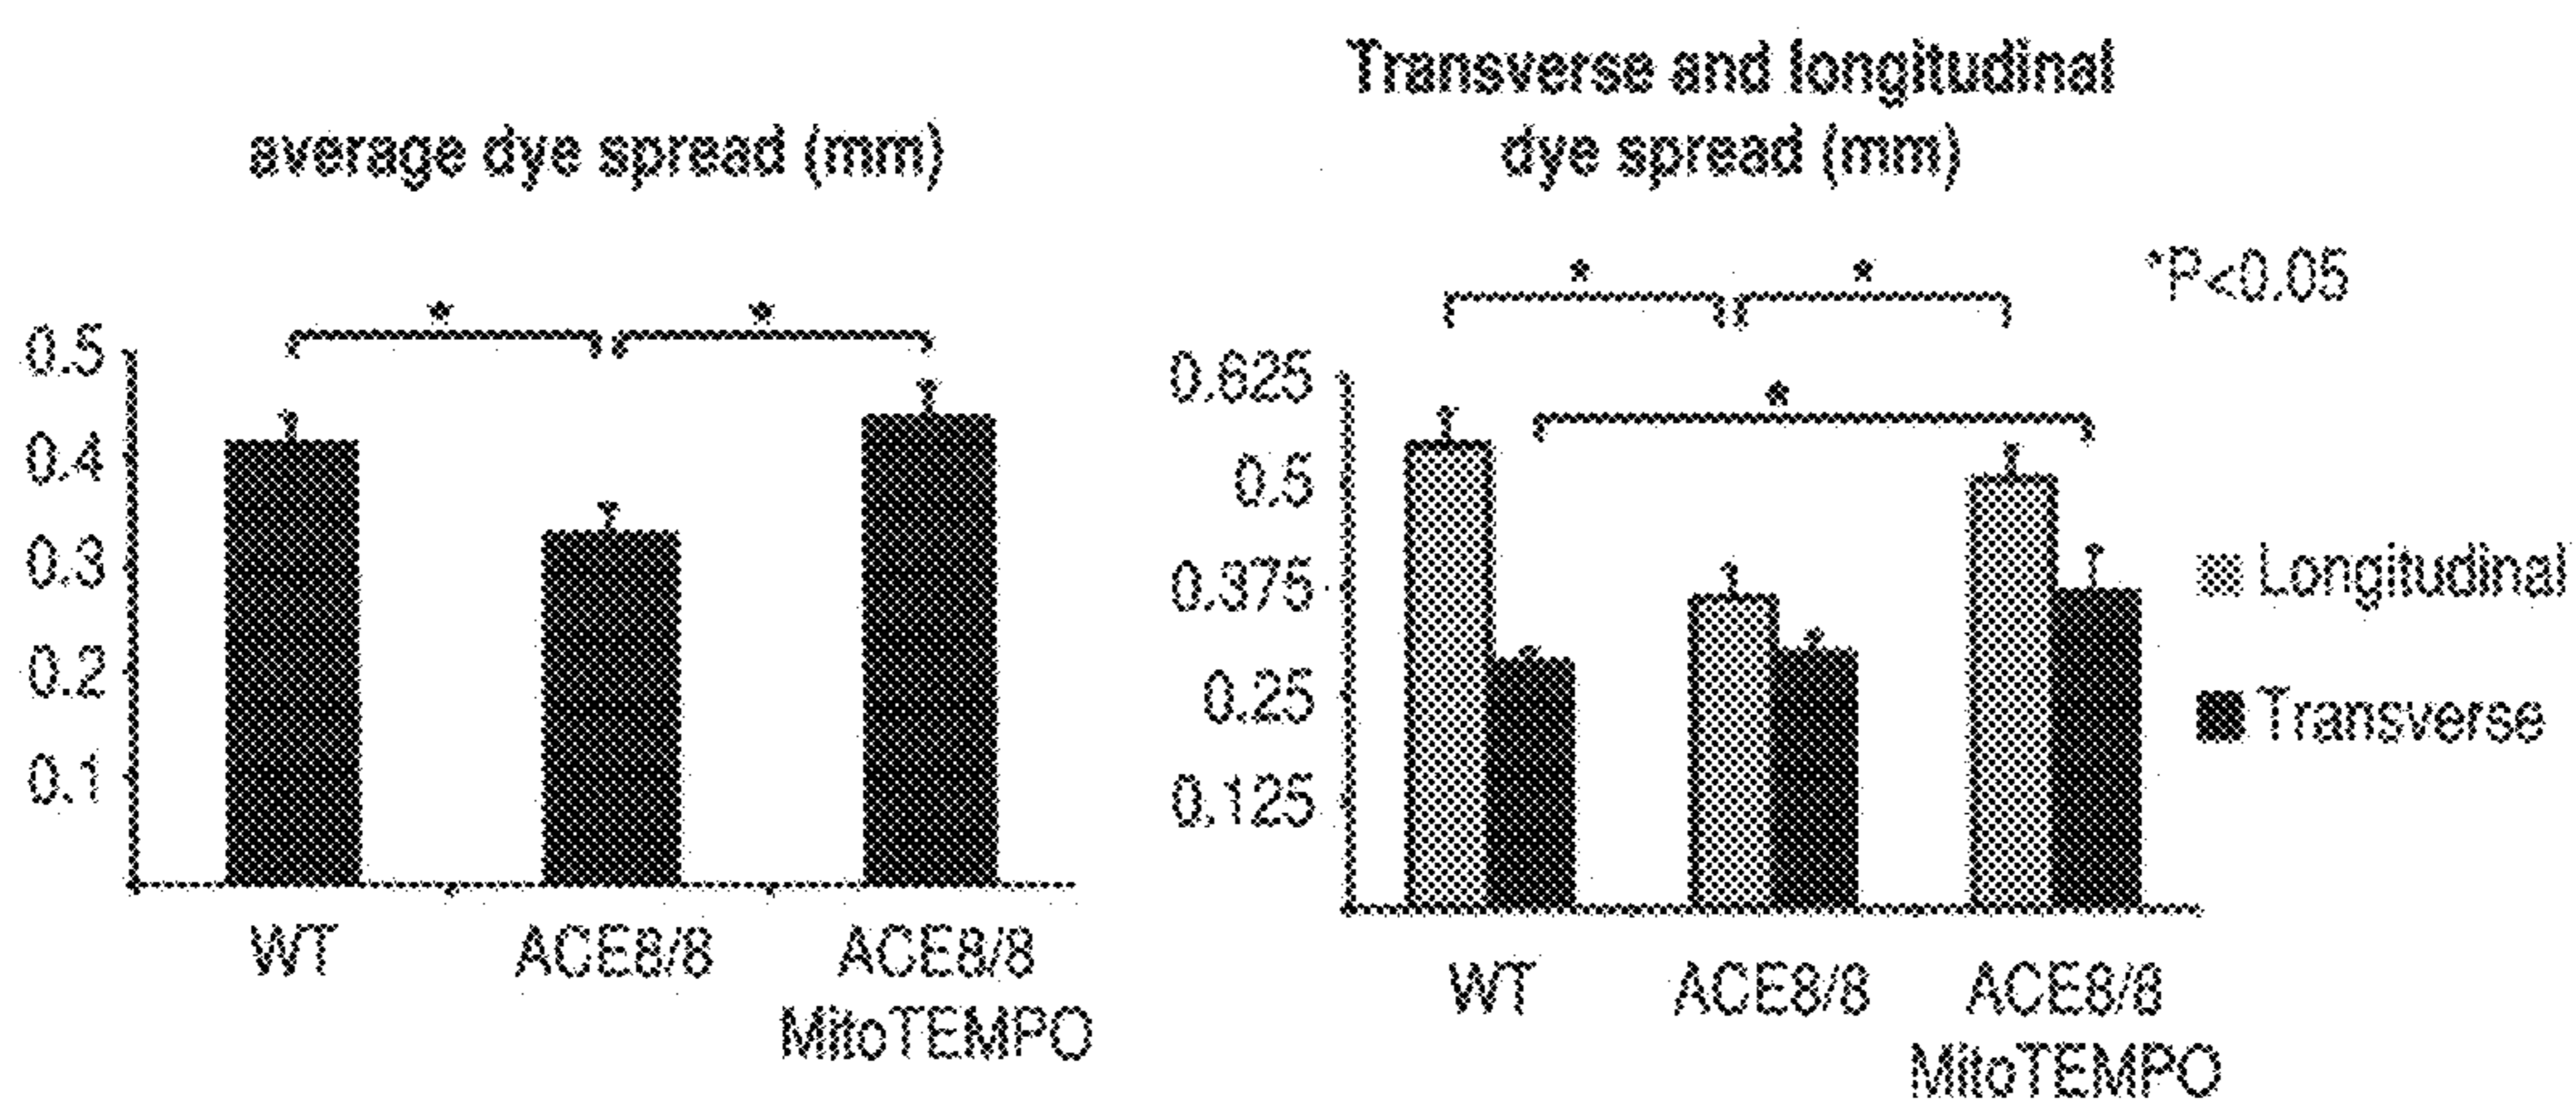 average dye spread (mm)
*
*
0.5
0.4
0.3
0.2
0.1
WT
ACE8/8
ACE8/8
MitoTEMPO
Transverse and longitudinal
dye spread (mm)
*
*
*P<0.05
*
0.625
0.5
0.375
0.25
0.125
WT
ACE8/8
ACE8/8
MitoTEMPO
Longitudinal
Transverse